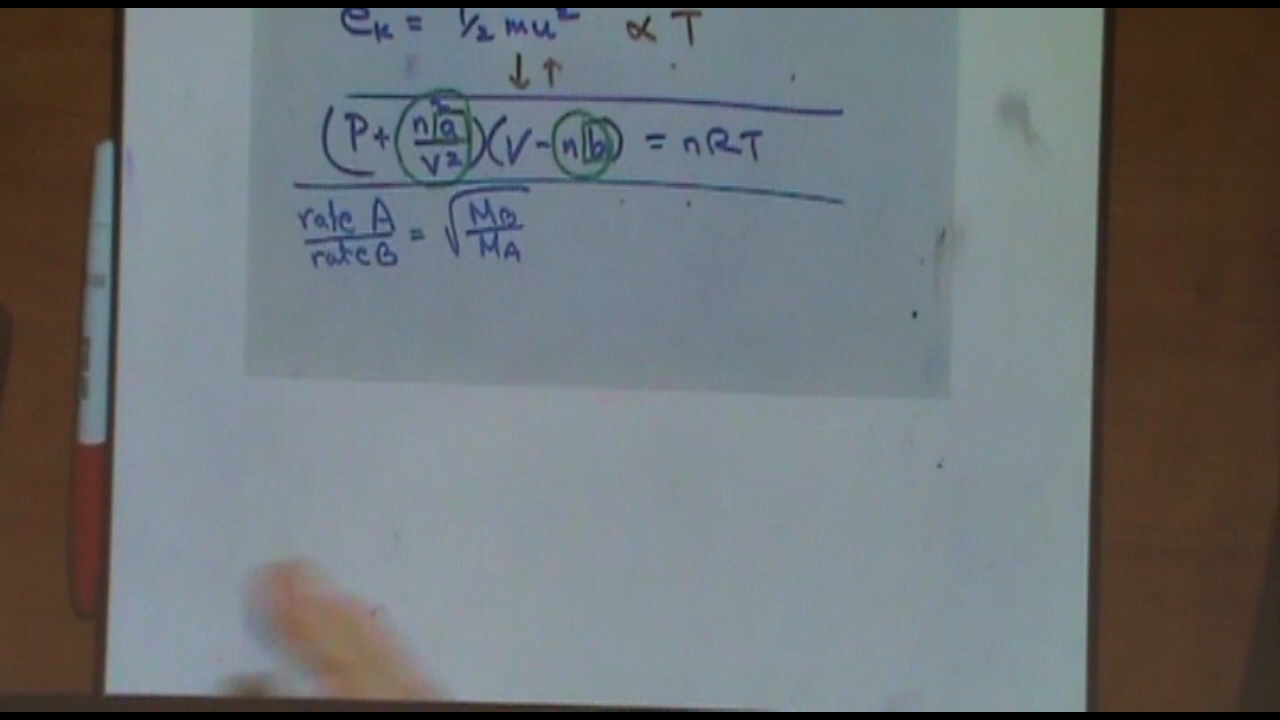 eₖ = 1/2 mu² ∝ T
↓ ↑
(P + n²a/V²)(V - nb) = nRT
rate A/rate B = √(M_B/M_A)